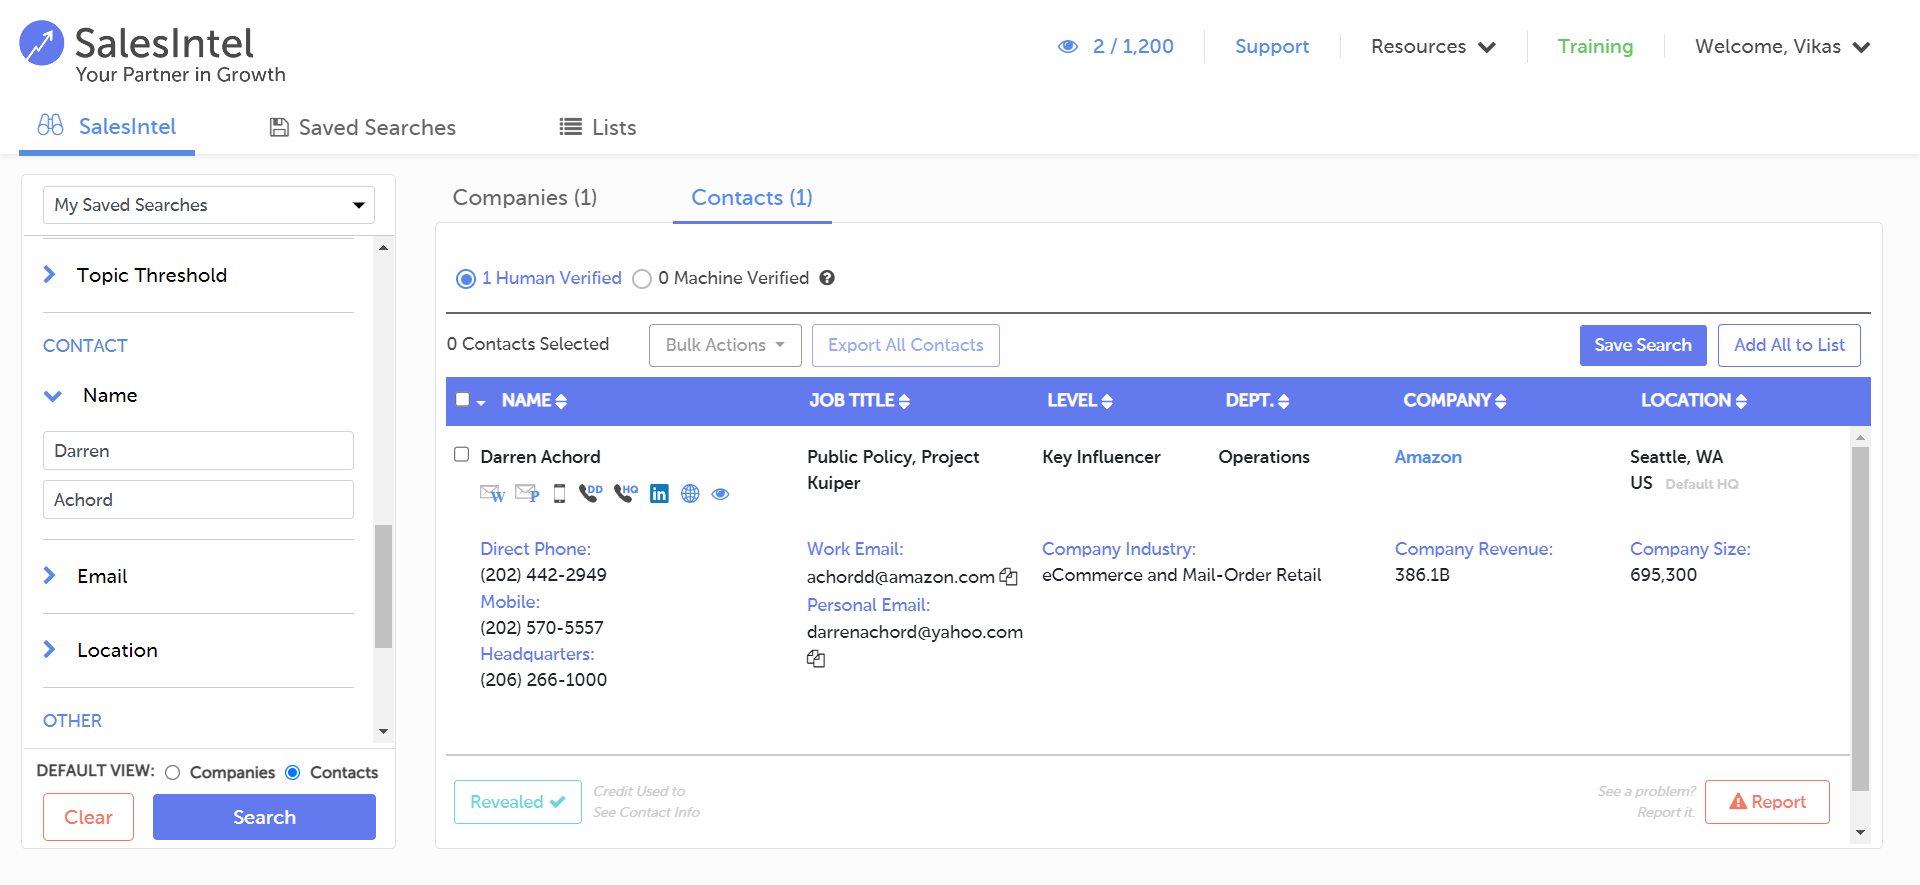 SalesIntel
Your Partner in Growth
2 / 1,200
Support
Resources
Training
Welcome, Vikas
SalesIntel
Saved Searches
Lists
My Saved Searches
Topic Threshold
CONTACT
Name
Darren
Achord
Email
Location
OTHER
DEFAULT VIEW: Companies Contacts
Clear
Search
Companies (1)
Contacts (1)
1 Human Verified 0 Machine Verified ?
0 Contacts Selected
Bulk Actions
Export All Contacts
Save Search
Add All to List
NAME JOB TITLE LEVEL DEPT. COMPANY LOCATION
Darren Achord
W P DD HQ in
Public Policy, Project
Kuiper
Key Influencer
Operations
Amazon
Seattle, WA
US Default HQ
Direct Phone:
(202) 442-2949
Mobile:
(202) 570-5557
Headquarters:
(206) 266-1000
Work Email:
achordd@amazon.com
Personal Email:
darrenachord@yahoo.com
Company Industry:
eCommerce and Mail-Order Retail
Company Revenue:
386.1B
Company Size:
695,300
Revealed
Credit Used to
See Contact Info
See a problem?
Report it.
Report